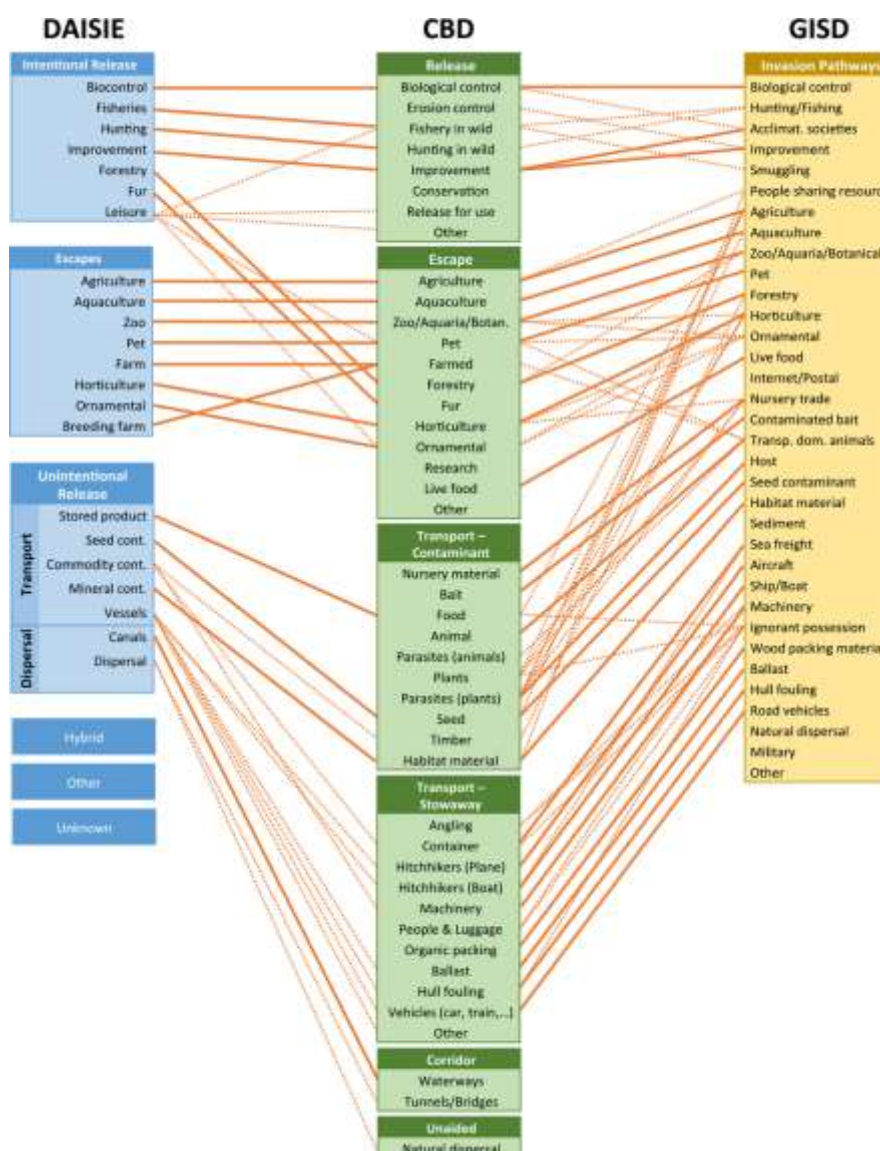 DAISIE
CBD
GISD
Intentional Release
Biocontrol
Fisheries
Hunting
Improvement
Forestry
Fur
Leisure
Escapes
Agriculture
Aquaculture
Zoo
Pet
Farm
Horticulture
Ornamental
Breeding farm
Unintentional
Release
Transport
Stored product
Seed cont.
Commodity cont.
Mineral cont.
Vessels
Dispersal
Canals
Dispersal
Hybrid
Other
Unknown
Release
Biological control
Erosion control
Fishery in wild
Hunting in wild
Improvement
Conservation
Release for use
Other
Escape
Agriculture
Aquaculture
Zoo/Aquaria/Botan.
Pet
Farmed
Forestry
Fur
Horticulture
Ornamental
Research
Live food
Other
Transport –
Contaminant
Nursery material
Bait
Food
Animal
Parasites (animals)
Plants
Parasites (plants)
Seed
Timber
Habitat material
Transport –
Stowaway
Angling
Container
Hitchhikers (Plane)
Hitchhikers (Boat)
Machinery
People & Luggage
Organic packing
Ballast
Hull fouling
Vehicles (car, train,...)
Other
Corridor
Waterways
Tunnels/Bridges
Unaided
Natural dispersal
Invasion Pathways
Biological control
Hunting/Fishing
Acclimat. societies
Improvement
Smuggling
People sharing resourc
Agriculture
Aquaculture
Zoo/Aquaria/Botanical
Pet
Forestry
Horticulture
Ornamental
Live food
Internet/Postal
Nursery trade
Contaminated bait
Transp. dom. animals
Host
Seed contaminant
Habitat material
Sediment
Sea freight
Aircraft
Ship/Boat
Machinery
Ignorant possession
Wood packing materia
Ballast
Hull fouling
Road vehicles
Natural dispersal
Military
Other